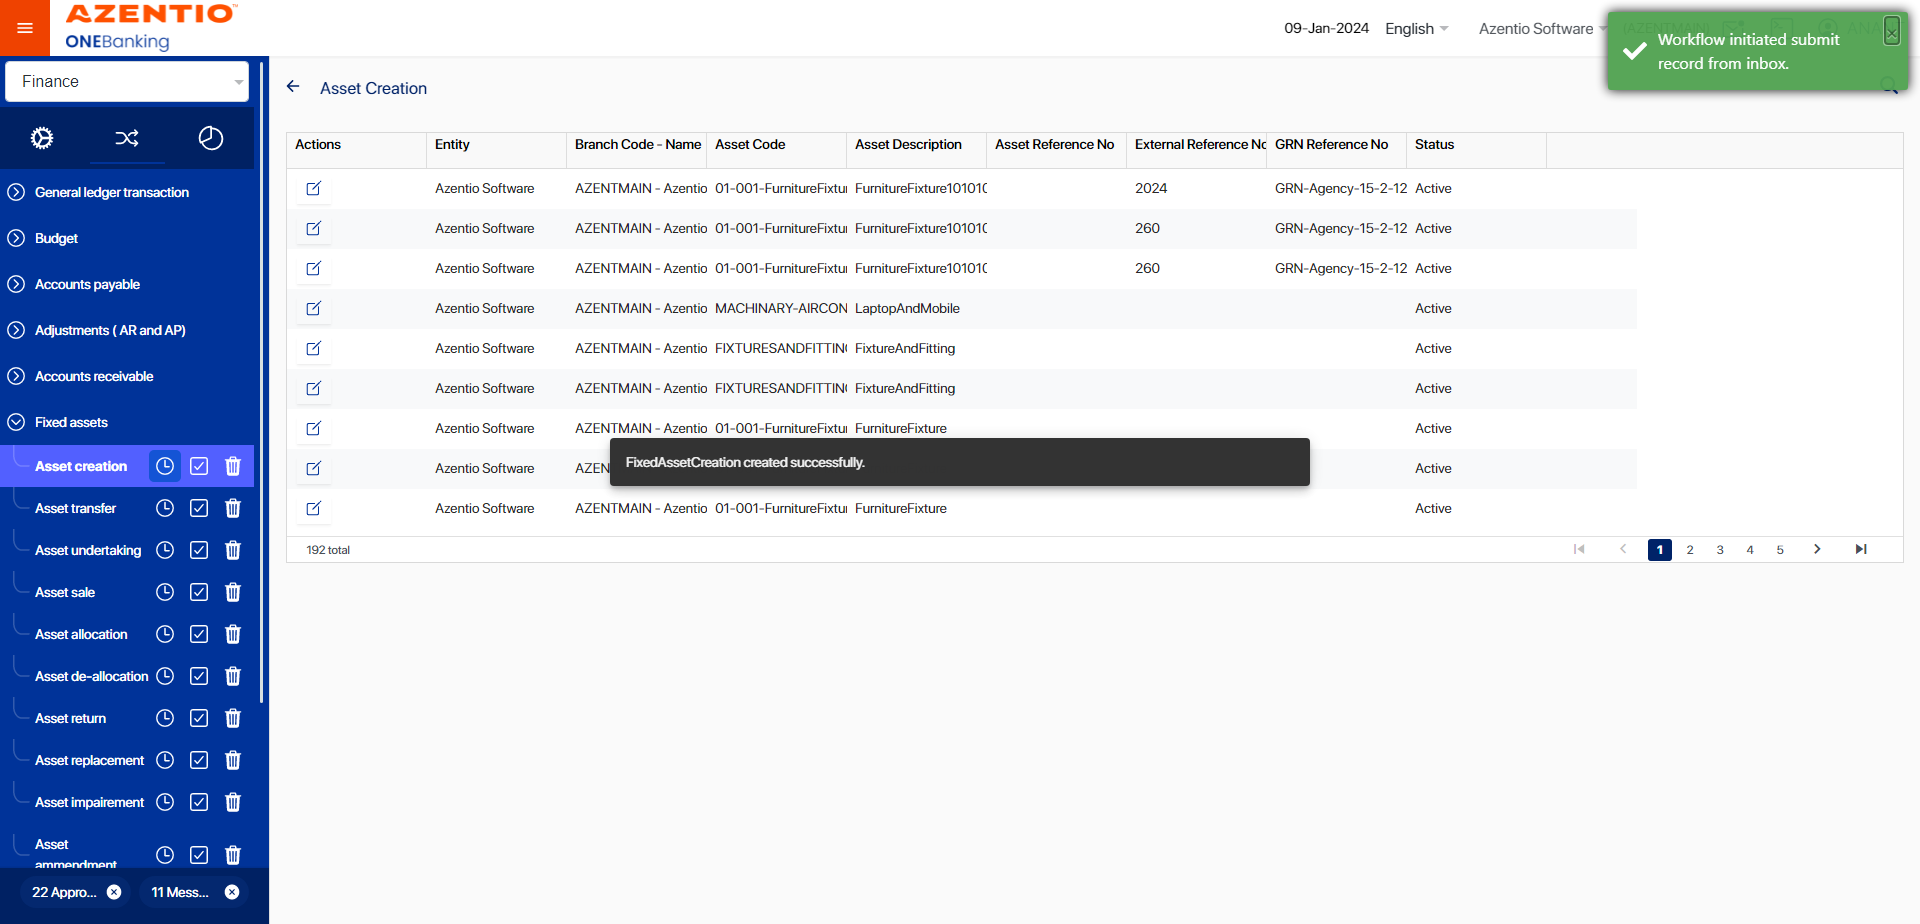 AZENTIO™
ONEBanking
09-Jan-2024 English Azentio Software
Workflow initiated submit
record from inbox.
Finance
Asset Creation
Actions Entity Branch Code - Name Asset Code Asset Description Asset Reference No External Reference No GRN Reference No Status
Azentio Software AZENTMAIN - Azentio 01-001-FurnitureFixtu FurnitureFixture10101 2024 GRN-Agency-15-2-12 Active
Azentio Software AZENTMAIN - Azentio 01-001-FurnitureFixtu FurnitureFixture10101 260 GRN-Agency-15-2-12 Active
Azentio Software AZENTMAIN - Azentio 01-001-FurnitureFixtu FurnitureFixture10101 260 GRN-Agency-15-2-12 Active
Azentio Software AZENTMAIN - Azentio MACHINARY-AIRCON LaptopAndMobile Active
Azentio Software AZENTMAIN - Azentio FIXTURESANDFITTIN FixtureAndFitting Active
Azentio Software AZENTMAIN - Azentio FIXTURESANDFITTIN FixtureAndFitting Active
Azentio Software AZENTMAIN - Azentio 01-001-FurnitureFixtu FurnitureFixture Active
Azentio Software AZEN Active
FixedAssetCreation created successfully.
Azentio Software AZENTMAIN - Azentio 01-001-FurnitureFixtu FurnitureFixture Active
192 total 1 2 3 4 5
General ledger transaction
Budget
Accounts payable
Adjustments ( AR and AP)
Accounts receivable
Fixed assets
Asset creation
Asset transfer
Asset undertaking
Asset sale
Asset allocation
Asset de-allocation
Asset return
Asset replacement
Asset impairement
Asset
ammendment
22 Appro... 11 Mess...